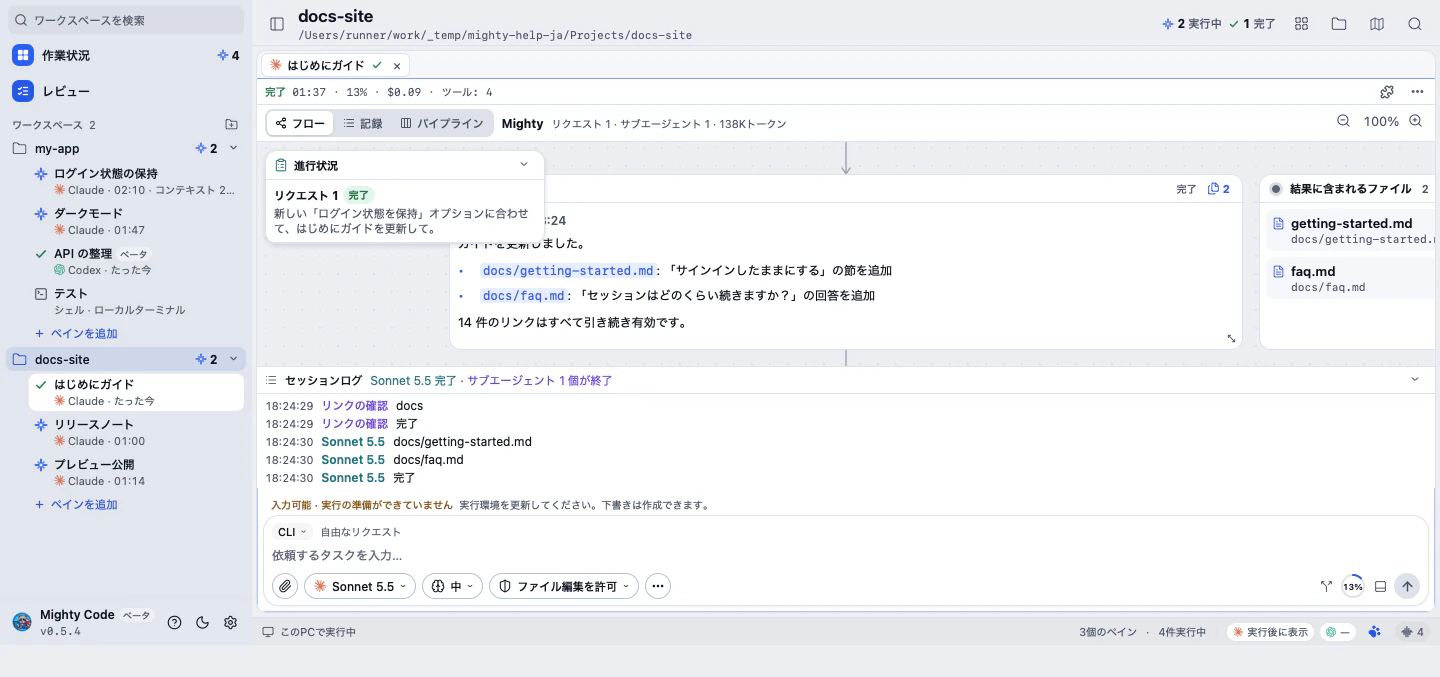 ワークスペースを検索
作業状況
4
レビュー
ワークスペース 2
my-app
2
ログイン状態の保持
Claude · 02:10 · コンテキスト 2...
ダークモード
Claude · 01:47
API の整理 ベータ
Codex · たった今
テスト
シェル · ローカルターミナル
+ ペインを追加
docs-site
2
はじめにガイド
Claude · たった今
リリースノート
Claude · 01:00
プレビュー公開
Claude · 01:14
+ ペインを追加
Mighty Code ベータ
v0.5.4
docs-site
/Users/runner/work/_temp/mighty-help-ja/Projects/docs-site
2 実行中 1 完了
はじめにガイド
完了 01:37 · 13% · $0.09 · ツール: 4
フロー 記録 パイプライン Mighty リクエスト 1 · サブエージェント 1 · 138Kトークン
100%
進行状況
リクエスト 1 完了
新しい「ログイン状態を保持」オプションに合わせ
て、はじめにガイドを更新して。
完了 2
:24
ガイドを更新しました。
• docs/getting-started.md: 「サインインしたままにする」の節を追加
• docs/faq.md: 「セッションはどのくらい続きますか？」の回答を追加
14 件のリンクはすべて引き続き有効です。
結果に含まれるファイル 2
getting-started.md
docs/getting-started.m
faq.md
docs/faq.md
セッションログ Sonnet 5.5 完了 · サブエージェント 1 個が終了
18:24:29 リンクの確認 docs
18:24:29 リンクの確認 完了
18:24:30 Sonnet 5.5 docs/getting-started.md
18:24:30 Sonnet 5.5 docs/faq.md
18:24:30 Sonnet 5.5 完了
入力可能 · 実行の準備ができていません 実行環境を更新してください。下書きは作成できます。
CLI 自由なリクエスト
依頼するタスクを入力...
Sonnet 5.5 中 ファイル編集を許可
13%
このPCで実行中
3個のペイン · 4件実行中
実行後に表示
—
4